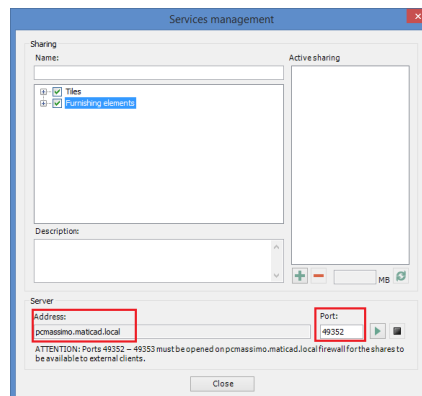 Services management
Sharing
Name:
Active sharing
Tiles
Furnishing elements
Description:
MB
Server
Address:
Port:
pcmassimo.maticad.local
49352
ATTENTION: Ports 49352 – 49353 must be opened on pcmassimo.maticad.local firewall for the shares to
be available to external clients.
Close